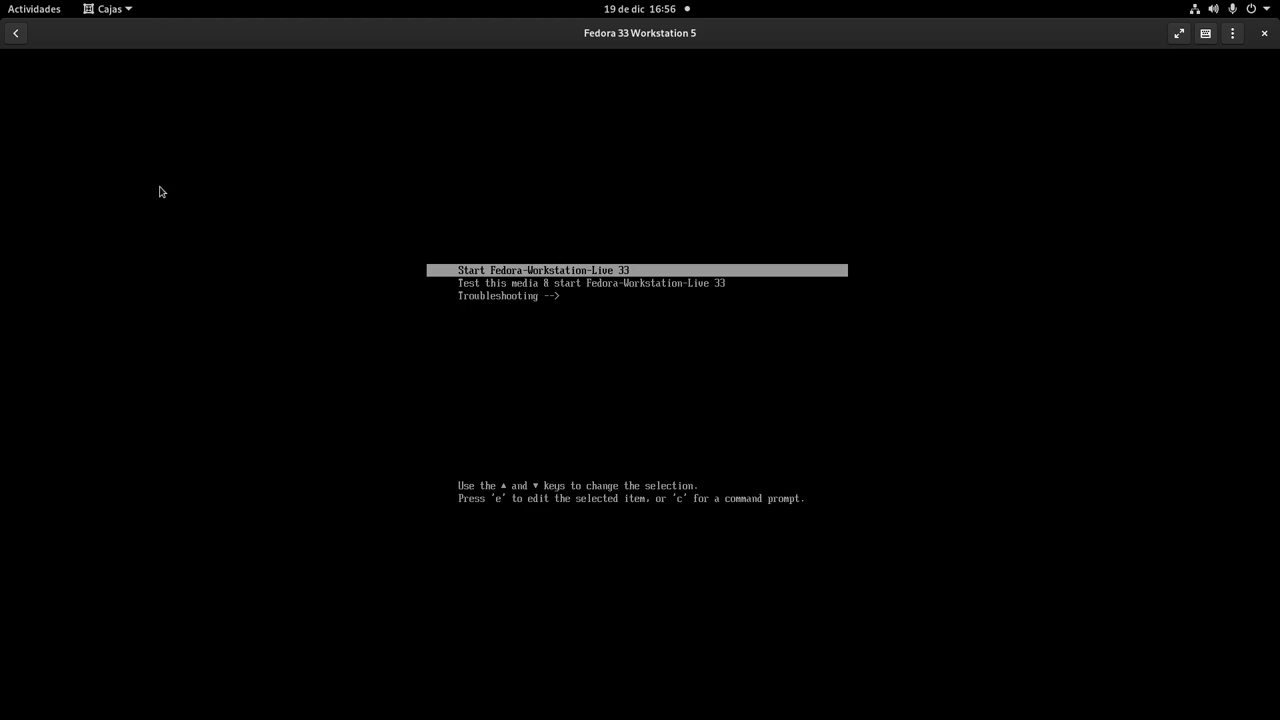 Actividades Cajas 19 de dic 16:56
Fedora 33 Workstation 5
Start Fedora-Workstation-Live 33
Test this media & start Fedora-Workstation-Live 33
Troubleshooting -->
Use the ▲ and ▼ keys to change the selection.
Press 'e' to edit the selected item, or 'c' for a command prompt.